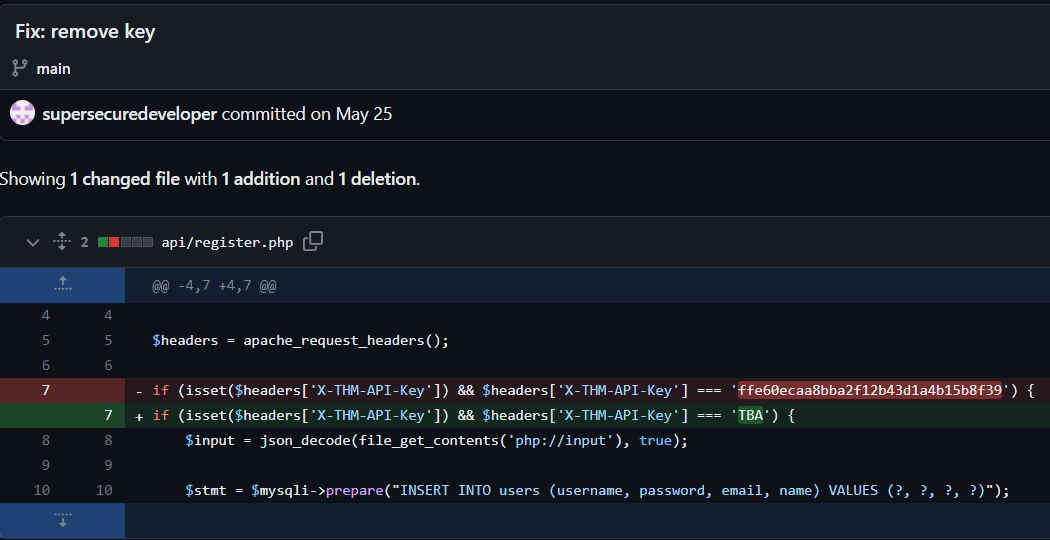 Fix: remove key
main
supersecuredeveloper committed on May 25
Showing 1 changed file with 1 addition and 1 deletion.
2 api/register.php
@@ -4,7 +4,7 @@
4 4
5 5 $headers = apache_request_headers();
6 6
7 - if (isset($headers['X-THM-API-Key']) && $headers['X-THM-API-Key'] === 'ffe60ecaa8bba2f12b43d1a4b15b8f39') {
7 + if (isset($headers['X-THM-API-Key']) && $headers['X-THM-API-Key'] === 'TBA') {
8 8 $input = json_decode(file_get_contents('php://input'), true);
9 9
10 10 $stmt = $mysqli->prepare("INSERT INTO users (username, password, email, name) VALUES (?, ?, ?, ?)");